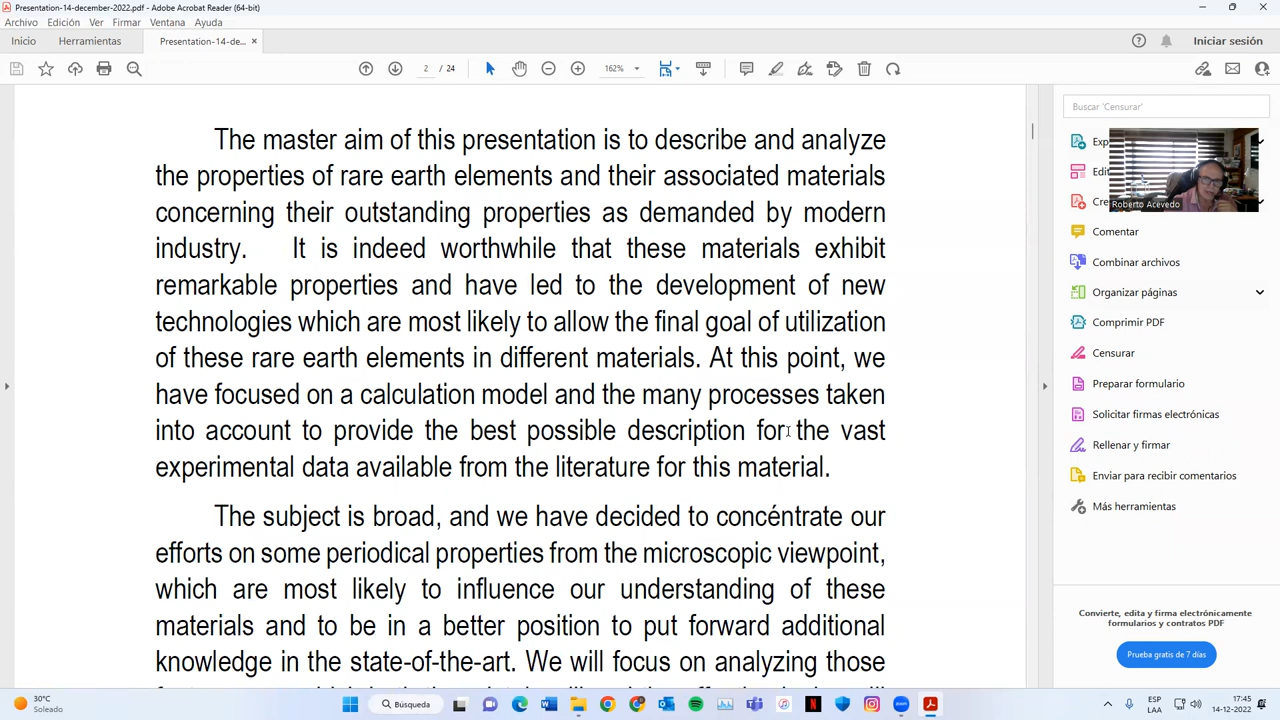 Presentation-14-december-2022.pdf - Adobe Acrobat Reader (64-bit)
Archivo Edición Ver Firmar Ventana Ayuda
Inicio Herramientas Presentation-14-de... × Iniciar sesión
2 / 24 162%
The master aim of this presentation is to describe and analyze
the properties of rare earth elements and their associated materials
concerning their outstanding properties as demanded by modern
industry. It is indeed worthwhile that these materials exhibit
remarkable properties and have led to the development of new
technologies which are most likely to allow the final goal of utilization
of these rare earth elements in different materials. At this point, we
have focused on a calculation model and the many processes taken
into account to provide the best possible description for the vast
experimental data available from the literature for this material.
The subject is broad, and we have decided to concéntrate our
efforts on some periodical properties from the microscopic viewpoint,
which are most likely to influence our understanding of these
materials and to be in a better position to put forward additional
knowledge in the state-of-the-art. We will focus on analyzing those
Buscar 'Censurar'
Exp
Edit
Cre
Roberto Acevedo
Comentar
Combinar archivos
Organizar páginas
Comprimir PDF
Censurar
Preparar formulario
Solicitar firmas electrónicas
Rellenar y firmar
Enviar para recibir comentarios
Más herramientas
Convierte, edita y firma electrónicamente
formularios y contratos PDF
Prueba gratis de 7 días
30°C
Soleado
Búsqueda
ESP
LAA
17:45
14-12-2022